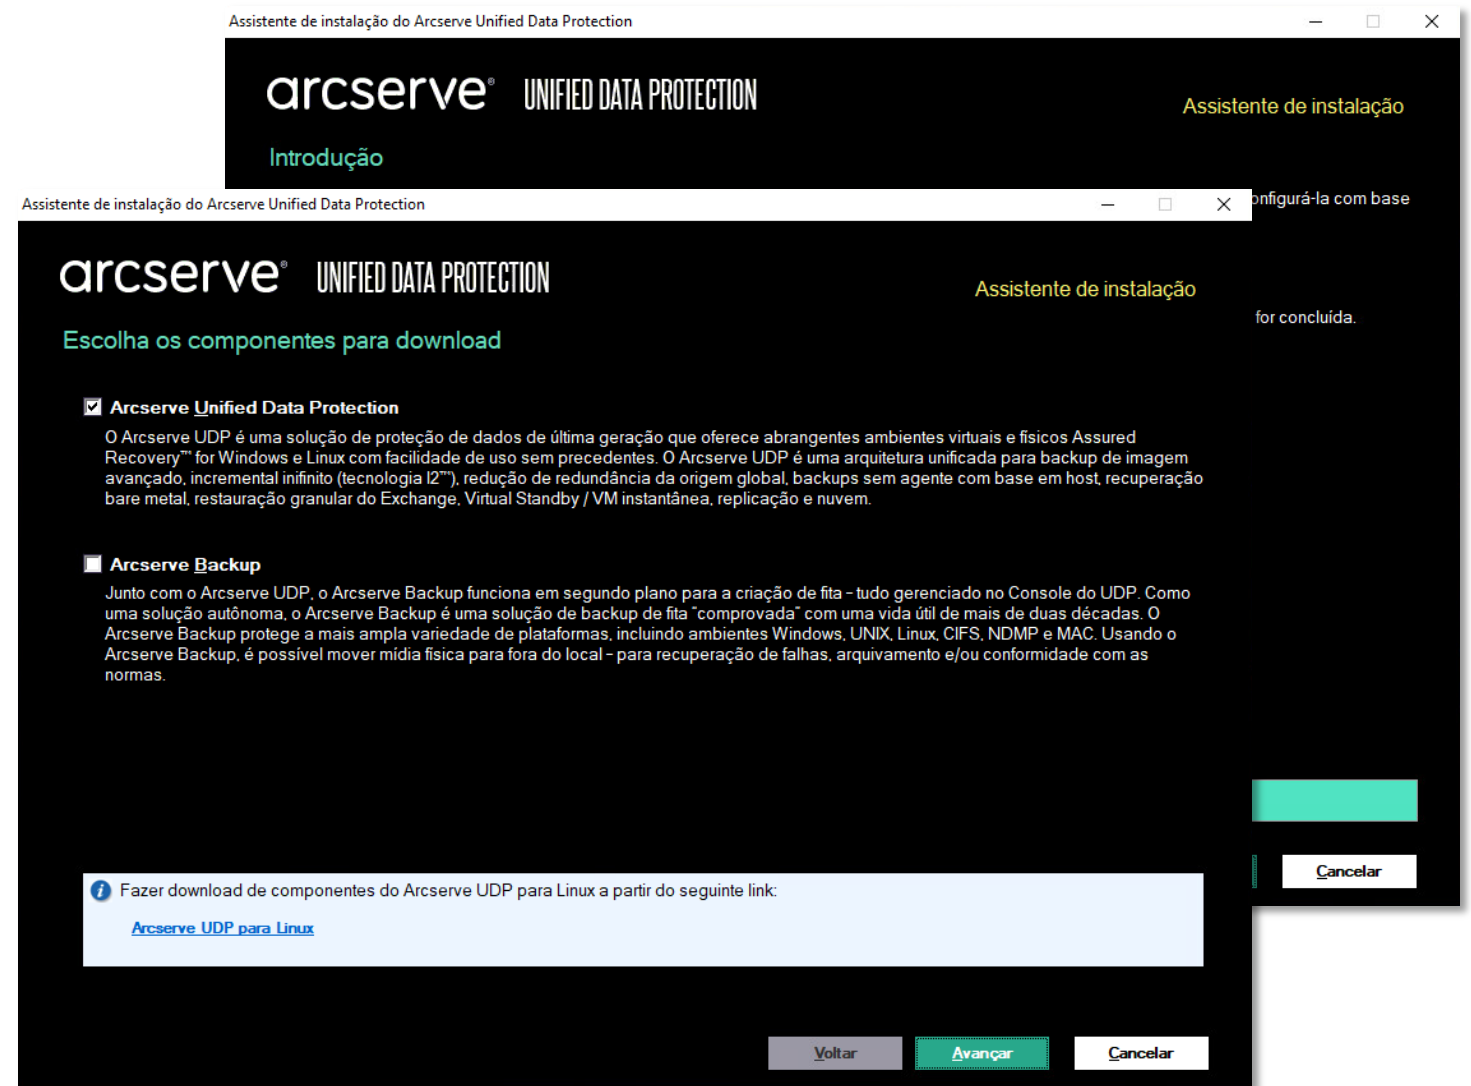 Assistente de instalação do Arcserve Unified Data Protection
arcserve® UNIFIED DATA PROTECTION
Assistente de instalação
Introdução
onfigurá-la com base
for concluída.
Cancelar
Assistente de instalação do Arcserve Unified Data Protection
arcserve® UNIFIED DATA PROTECTION
Assistente de instalação
Escolha os componentes para download
Arcserve Unified Data Protection
O Arcserve UDP é uma solução de proteção de dados de última geração que oferece abrangentes ambientes virtuais e físicos Assured
Recovery™ for Windows e Linux com facilidade de uso sem precedentes. O Arcserve UDP é uma arquitetura unificada para backup de imagem
avançado, incremental inifinito (tecnologia I2™), redução de redundância da origem global, backups sem agente com base em host, recuperação
bare metal, restauração granular do Exchange, Virtual Standby / VM instantânea, replicação e nuvem.
Arcserve Backup
Junto com o Arcserve UDP, o Arcserve Backup funciona em segundo plano para a criação de fita - tudo gerenciado no Console do UDP. Como
uma solução autônoma, o Arcserve Backup é uma solução de backup de fita "comprovada" com uma vida útil de mais de duas décadas. O
Arcserve Backup protege a mais ampla variedade de plataformas, incluindo ambientes Windows, UNIX, Linux, CIFS, NDMP e MAC. Usando o
Arcserve Backup, é possível mover mídia física para fora do local - para recuperação de falhas, arquivamento e/ou conformidade com as
normas.
Fazer download de componentes do Arcserve UDP para Linux a partir do seguinte link:
Arcserve UDP para Linux
Voltar Avançar Cancelar